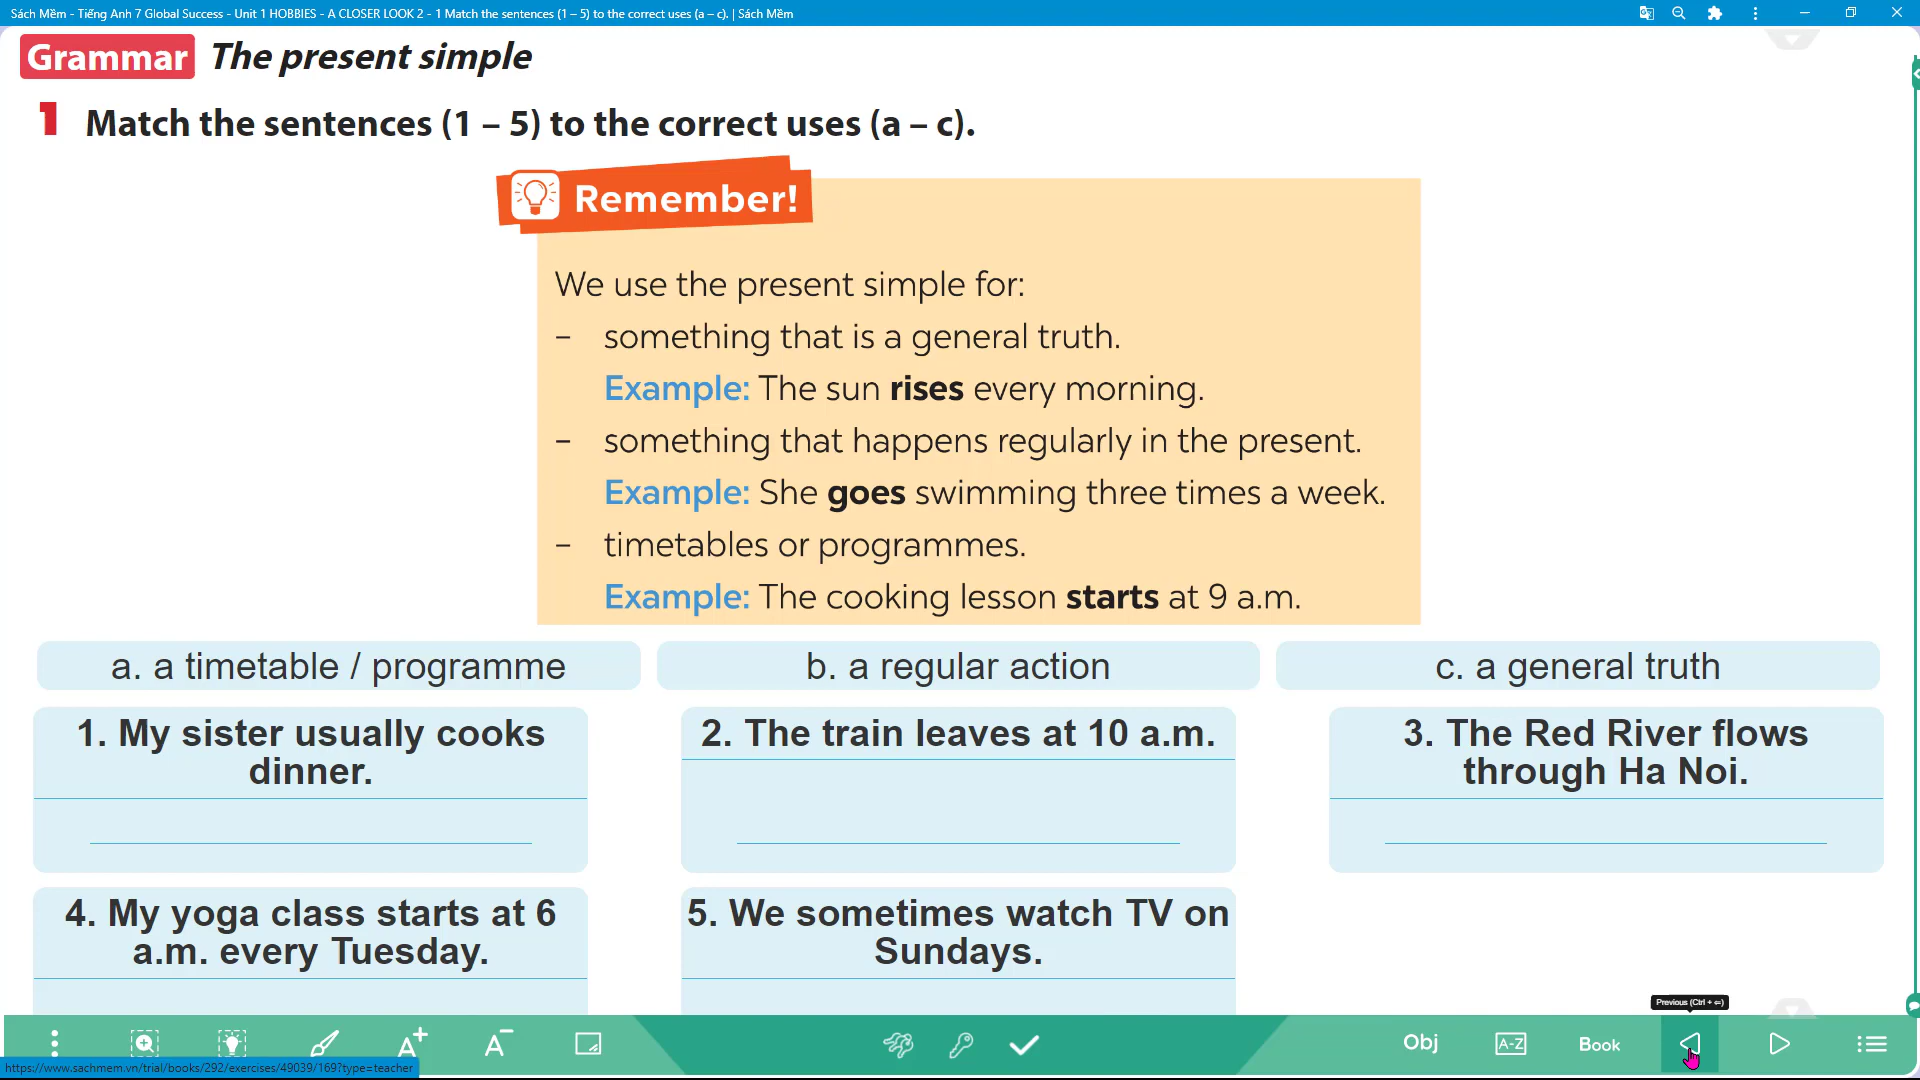 Sách Mềm - Tiếng Anh 7 Global Success - Unit 1 HOBBIES - A CLOSER LOOK 2 - 1 Match the sentences (1 – 5) to the correct uses (a – c). | Sách Mềm
Grammar The present simple
1 Match the sentences (1 – 5) to the correct uses (a – c).
Remember!
We use the present simple for:
– something that is a general truth.
Example: The sun rises every morning.
– something that happens regularly in the present.
Example: She goes swimming three times a week.
– timetables or programmes.
Example: The cooking lesson starts at 9 a.m.
a. a timetable / programme
b. a regular action
c. a general truth
1. My sister usually cooks
dinner.
2. The train leaves at 10 a.m.
3. The Red River flows
through Ha Noi.
4. My yoga class starts at 6
a.m. every Tuesday.
5. We sometimes watch TV on
Sundays.
Previous (Ctrl + ⇐)
A+
A–
Obj
A-Z
Book
https://www.sachmem.vn/trial/books/292/exercises/49039/169?type=teacher